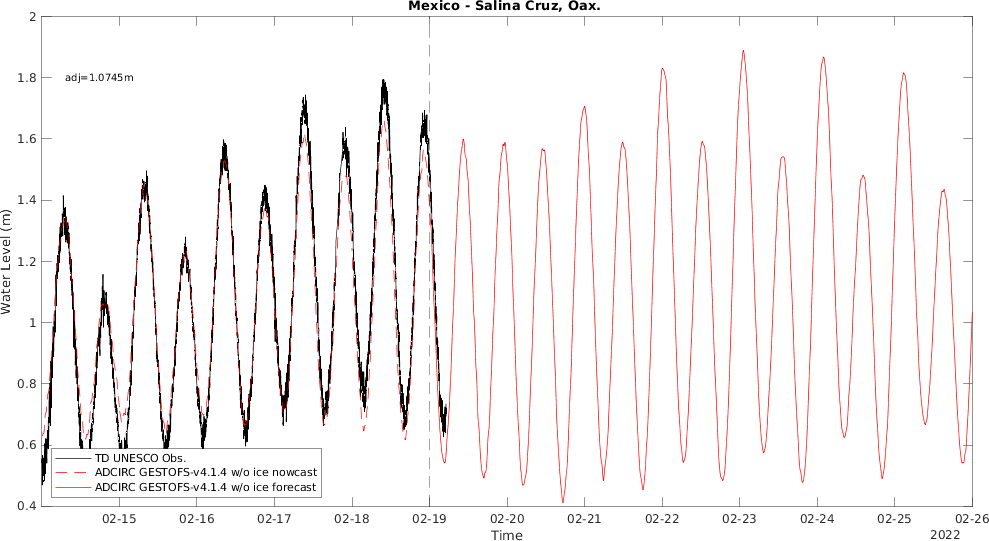 Mexico - Salina Cruz, Oax.
2
1.8
1.6
1.4
1.2
1
0.8
0.6
0.4
Water Level (m)
adj=1.0745m
TD UNESCO Obs.
ADCIRC GESTOFS-v4.1.4 w/o ice nowcast
ADCIRC GESTOFS-v4.1.4 w/o ice forecast
02-15 02-16 02-17 02-18 02-19 02-20 02-21 02-22 02-23 02-24 02-25 02-26
Time
2022